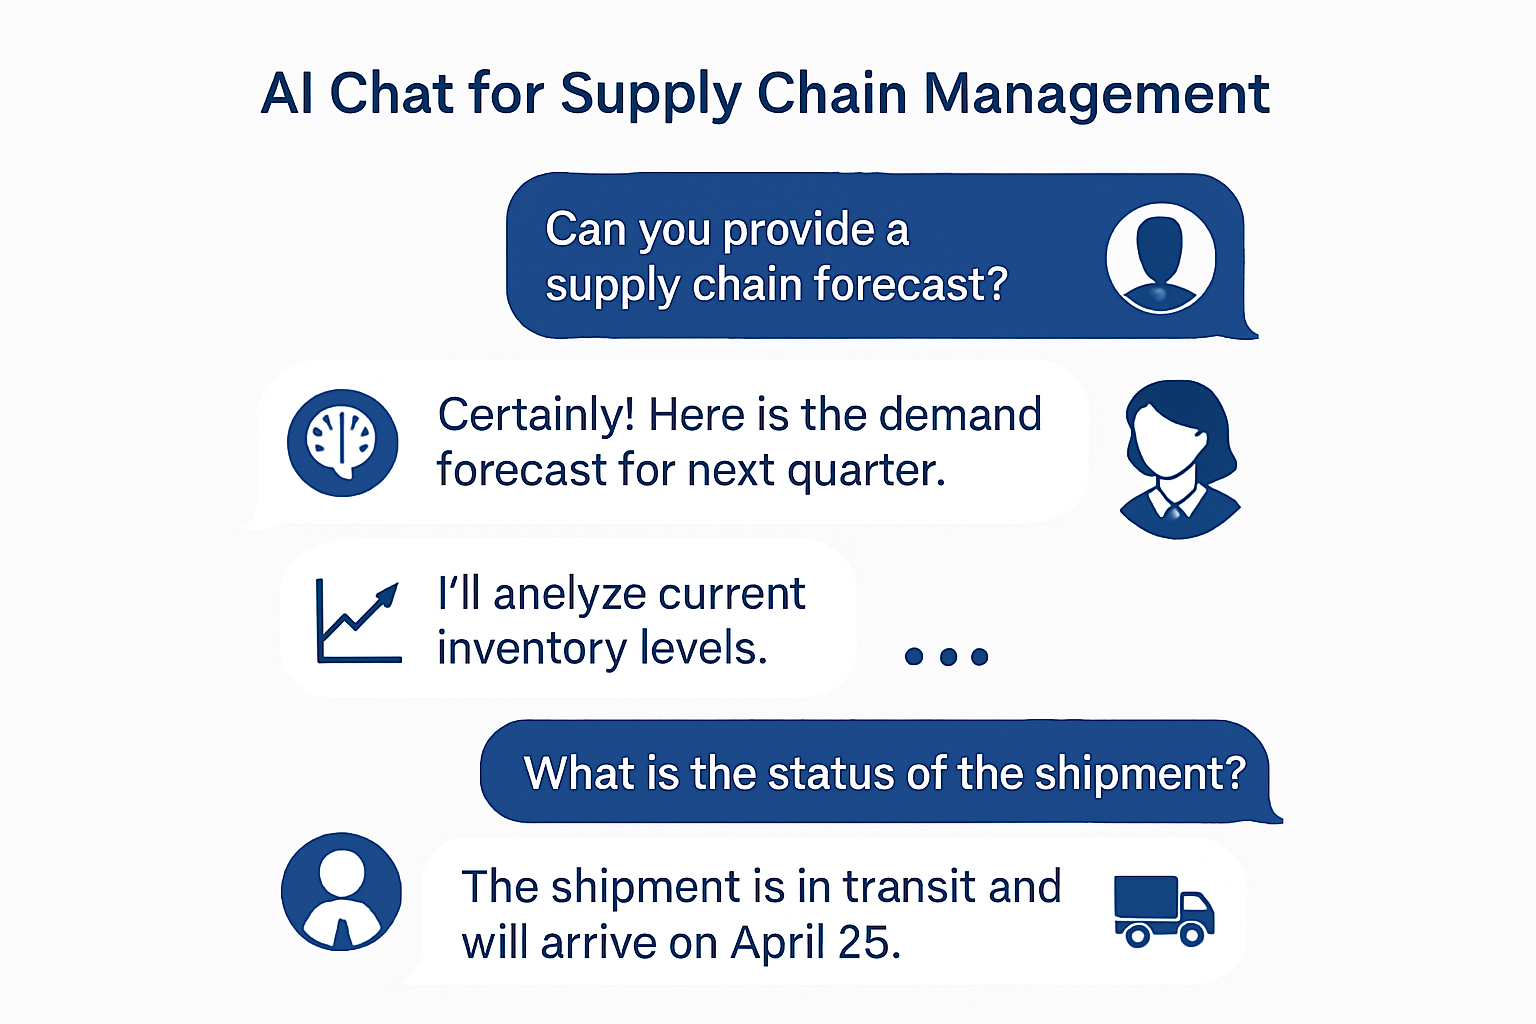 AI Chat for Supply Chain Management
Can you provide a
supply chain forecast?
Certainly! Here is the demand
forecast for next quarter.
I‘ll anelyze current
inventory levels.
What is the status of the shipment?
The shipment is in transit and
will arrive on April 25.